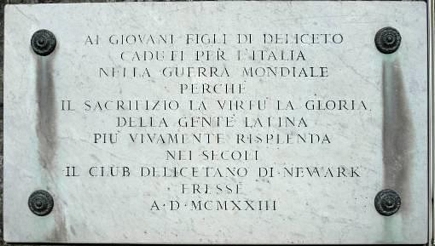 AI GIOVANI FIGLI DI DELICETO
CADUTI PER L'ITALIA
NELLA GUERRA MONDIALE
PERCHÈ
IL SACRIFIZIO LA VIRTÙ LA GLORIA
DELLA GENTE LATINA
PIÙ VIVAMENTE RISPLENDA
NEI SECOLI
IL CLUB DELICETANO DI NEWARK
ERESSE
A·D·MCMXXIII